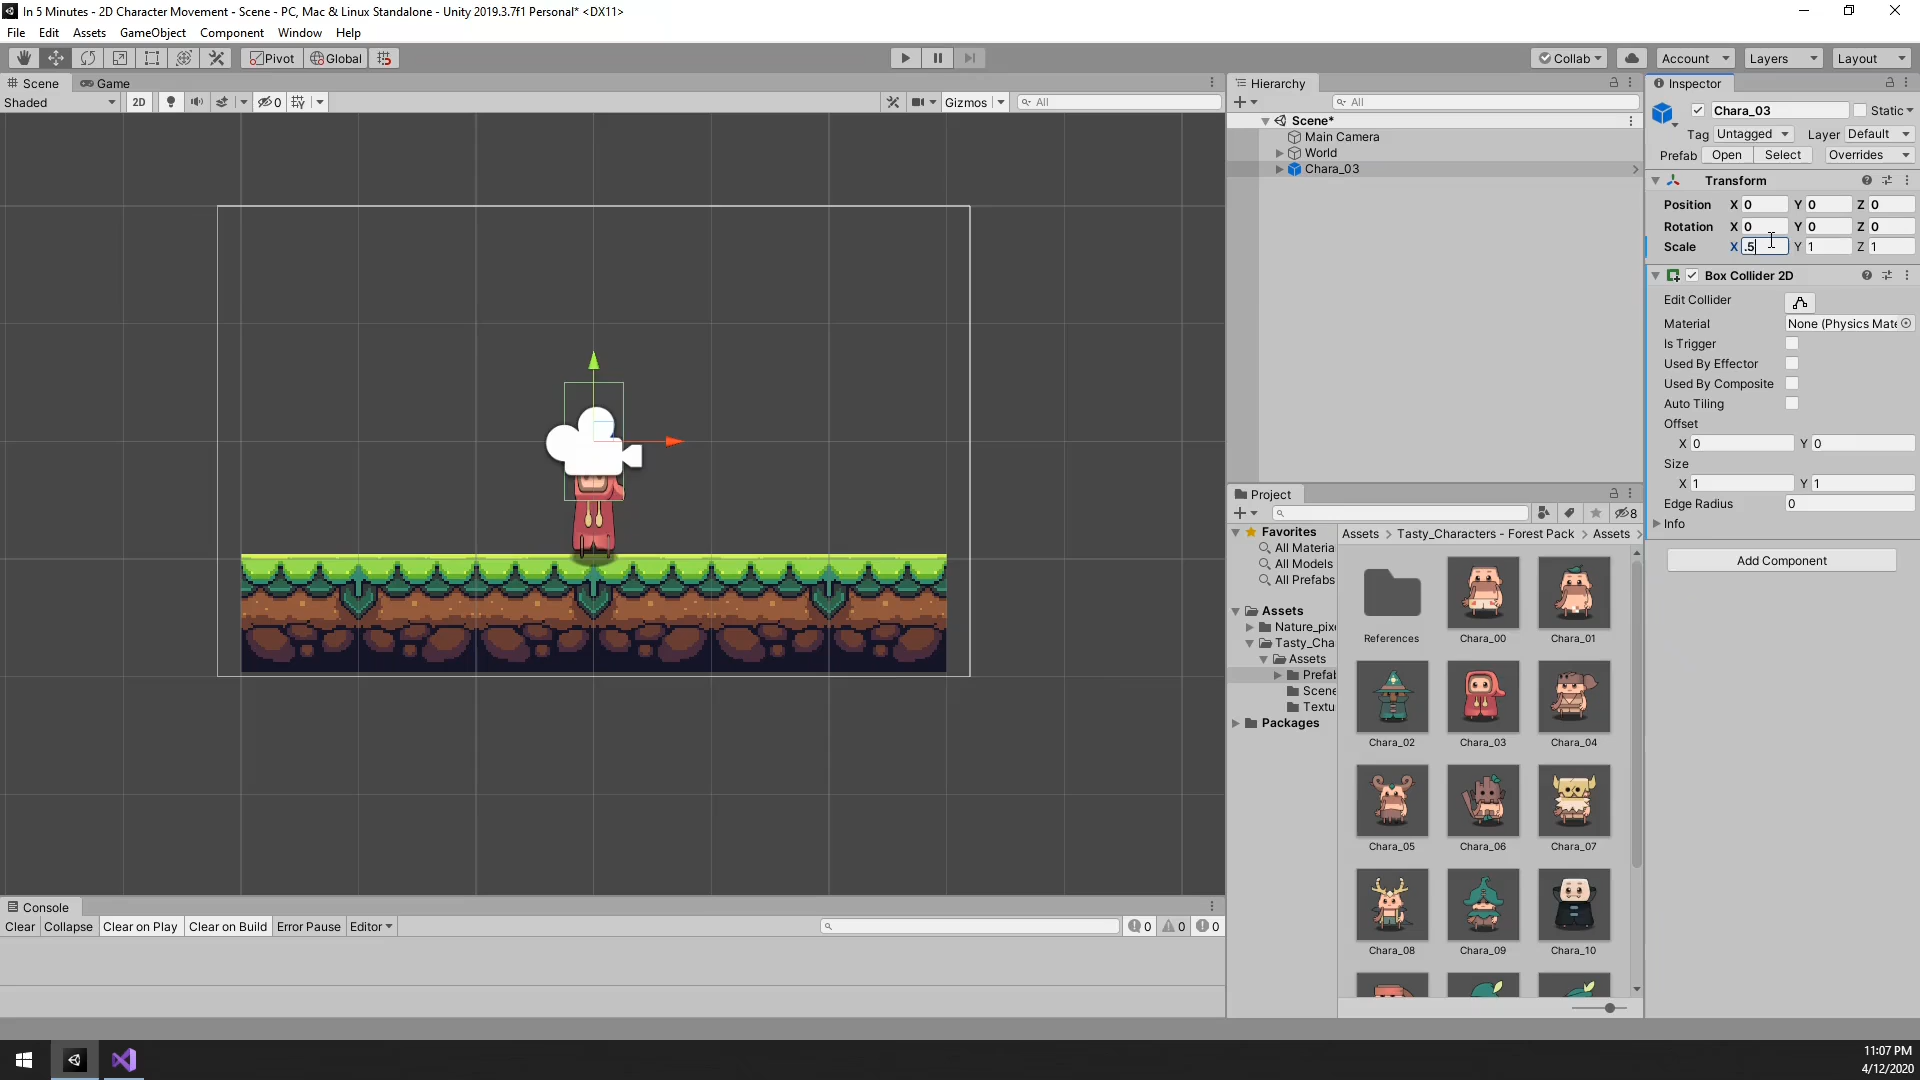 In 5 Minutes - 2D Character Movement - Scene - PC, Mac & Linux Standalone - Unity 2019.3.7f1 Personal* <DX11>
File Edit Assets GameObject Component Window Help
Pivot Global Collab Account Layers Layout
Scene Game
Shaded 2D 0 Gizmos All
Hierarchy
All
Scene*
Main Camera
World
Chara_03
Inspector
Chara_03 Static
Tag Untagged Layer Default
Prefab Open Select Overrides
Transform
Position X 0 Y 0 Z 0
Rotation X 0 Y 0 Z 0
Scale X .5 Y 1 Z 1
Box Collider 2D
Edit Collider
Material None (Physics Mate
Is Trigger
Used By Effector
Used By Composite
Auto Tiling
Offset
X 0 Y 0
Size
X 1 Y 1
Edge Radius 0
Info
Add Component
Project
8
Favorites
All Materia
All Models
All Prefabs
Assets
Nature_pix
Tasty_Cha
Assets
Prefal
Scene
Textu
Packages
Assets > Tasty_Characters - Forest Pack > Assets >
References Chara_00 Chara_01
Chara_02 Chara_03 Chara_04
Chara_05 Chara_06 Chara_07
Chara_08 Chara_09 Chara_10
Console
Clear Collapse Clear on Play Clear on Build Error Pause Editor 0 0 0
11:07 PM
4/12/2020